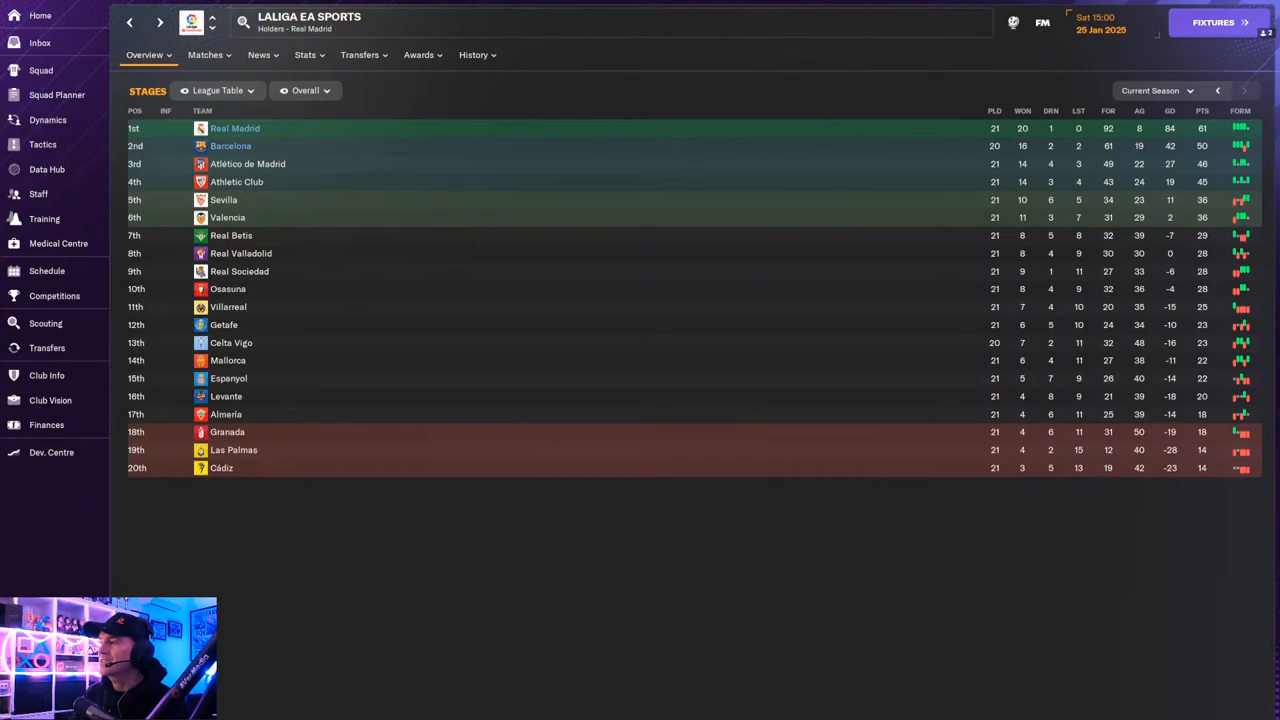 Home
Inbox
Squad
Squad Planner
Dynamics
Tactics
Data Hub
Staff
Training
Medical Centre
Schedule
Competitions
Scouting
Transfers
Club Info
Club Vision
Finances
Dev. Centre
LALIGA EA SPORTS
Holders - Real Madrid
FM
Sat 15:00
25 Jan 2025
FIXTURES
2
Overview Matches News Stats Transfers Awards History
STAGES League Table Overall Current Season
POS INF TEAM PLD WON DRN LST FOR AG GD PTS FORM
1st Real Madrid 21 20 1 0 92 8 84 61
2nd Barcelona 20 16 2 2 61 19 42 50
3rd Atlético de Madrid 21 14 4 3 49 22 27 46
4th Athletic Club 21 14 3 4 43 24 19 45
5th Sevilla 21 10 6 5 34 23 11 36
6th Valencia 21 11 3 7 31 29 2 36
7th Real Betis 21 8 5 8 32 39 -7 29
8th Real Valladolid 21 8 4 9 30 30 0 28
9th Real Sociedad 21 9 1 11 27 33 -6 28
10th Osasuna 21 8 4 9 32 36 -4 28
11th Villarreal 21 7 4 10 20 35 -15 25
12th Getafe 21 6 5 10 24 34 -10 23
13th Celta Vigo 20 7 2 11 32 48 -16 23
14th Mallorca 21 6 4 11 27 38 -11 22
15th Espanyol 21 5 7 9 26 40 -14 22
16th Levante 21 4 8 9 21 39 -18 20
17th Almería 21 4 6 11 25 39 -14 18
18th Granada 21 4 6 11 31 50 -19 18
19th Las Palmas 21 4 2 15 12 40 -28 14
20th Cádiz 21 3 5 13 19 42 -23 14
AVerMedia